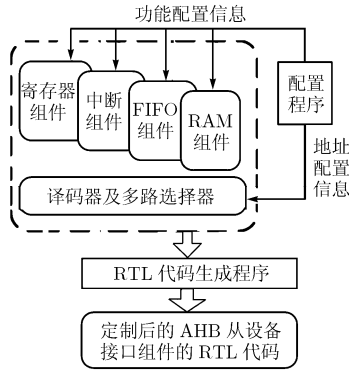 功能配置信息
寄存器
组件
中断
组件
FIFO
组件
RAM
组件
配置
程序
地址
配置
信息
译码器及多路选择器
RTL 代码生成程序
定制后的 AHB 从设备
接口组件的 RTL 代码